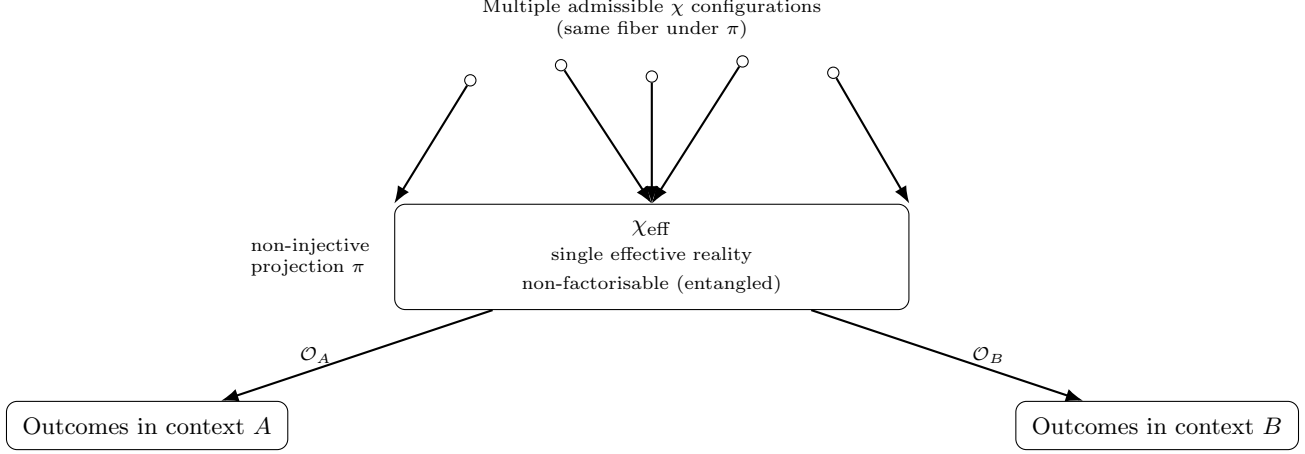 Multiple admissible χ configurations
(same fiber under π)
χeff
single effective reality
non-factorisable (entangled)
non-injective
projection π
𝒪A
𝒪B
Outcomes in context A
Outcomes in context B